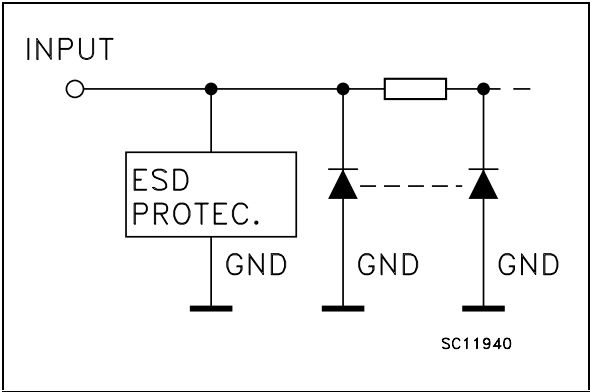 INPUT
ESD
PROTEC.
GND
GND
GND
SC11940